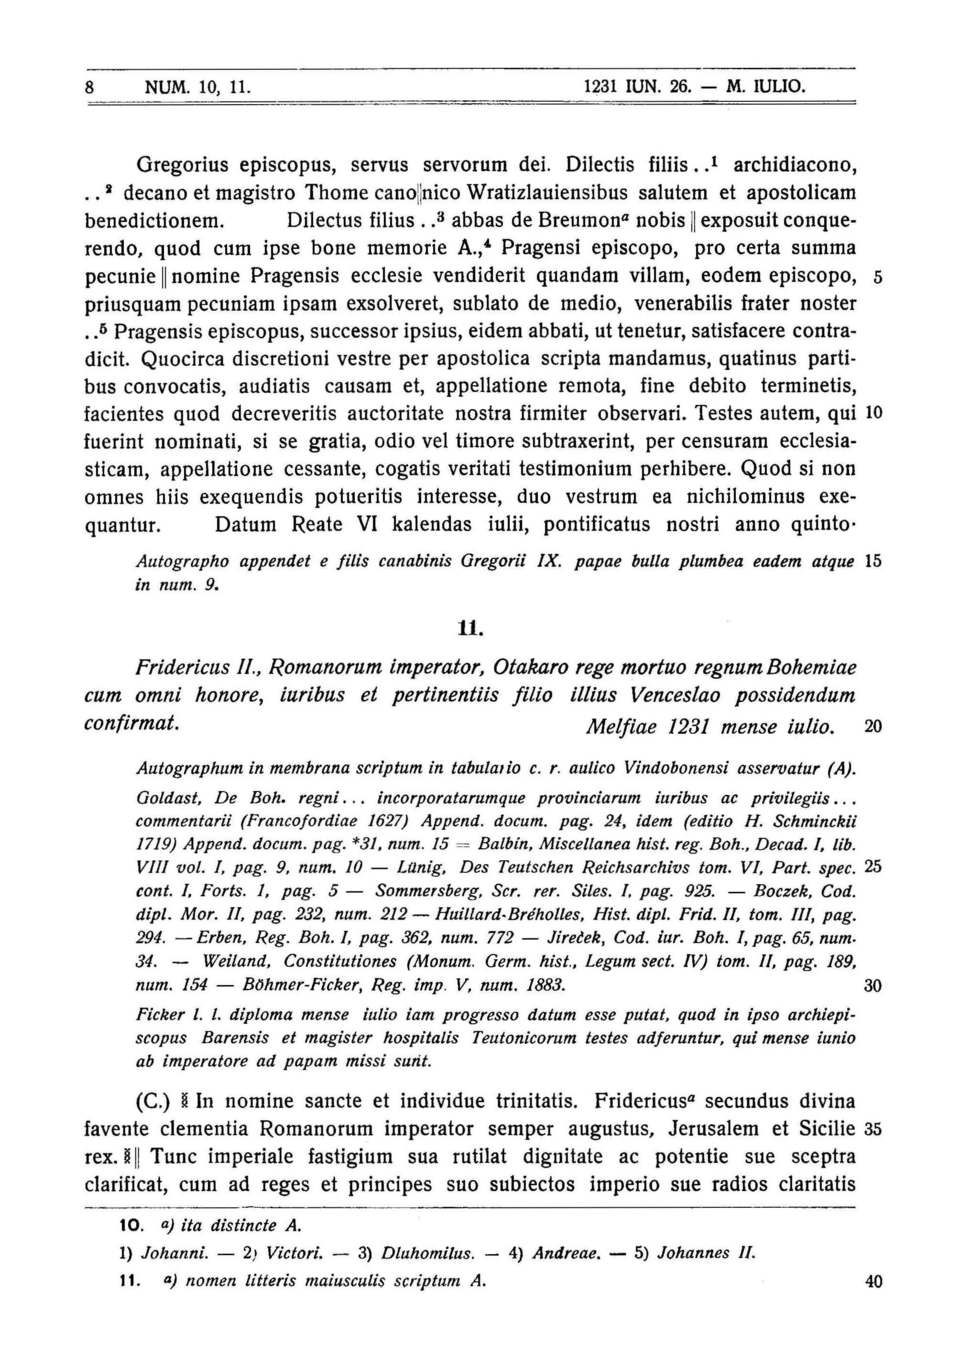 8 NUM. 10, 11. 1231 IUN. 26. — M. IULIO.
Gregorius episcopus, servus servorum dei. Dilectis filiis . .¹ archidiacono,
. .² decano et magistro Thome cano||nico Wratizlauiensibus salutem et apostolicam
benedictionem. Dilectus filius . .³ abbas de Breumonᵃ nobis || exposuit conque-
rendo, quod cum ipse bone memorie A.,⁴ Pragensi episcopo, pro certa summa
pecunie || nomine Pragensis ecclesie vendiderit quandam villam, eodem episcopo, 5
priusquam pecuniam ipsam exsolveret, sublato de medio, venerabilis frater noster
. .⁵ Pragensis episcopus, successor ipsius, eidem abbati, ut tenetur, satisfacere contra-
dicit. Quocirca discretioni vestre per apostolica scripta mandamus, quatinus parti-
bus convocatis, audiatis causam et, appellatione remota, fine debito terminetis,
facientes quod decreveritis auctoritate nostra firmiter observari. Testes autem, qui 10
fuerint nominati, si se gratia, odio vel timore subtraxerint, per censuram ecclesia-
sticam, appellatione cessante, cogatis veritati testimonium perhibere. Quod si non
omnes hiis exequendis potueritis interesse, duo vestrum ea nichilominus exe-
quantur. Datum Reate VI kalendas iulii, pontificatus nostri anno quinto·
Autographo appendet e filis canabinis Gregorii IX. papae bulla plumbea eadem atque 15
in num. 9.
11.
Fridericus II., Romanorum imperator, Otakaro rege mortuo regnum Bohemiae
cum omni honore, iuribus et pertinentiis filio illius Venceslao possidendum
confirmat. Melfiae 1231 mense iulio. 20
Autographum in membrana scriptum in tabulario c. r. aulico Vindobonensi asservatur (A).
Goldast, De Boh. regni . . . incorporatarumque provinciarum iuribus ac privilegiis . . .
commentarii (Francofordiae 1627) Append. docum. pag. 24, idem (editio H. Schminckii
1719) Append. docum. pag. *31, num. 15 = Balbin, Miscellanea hist. reg. Boh., Decad. I, lib.
VIII vol. I, pag. 9, num. 10 — Lünig, Des Teutschen Reichsarchivs tom. VI, Part. spec. 25
cont. I, Forts. 1, pag. 5 — Sommersberg, Scr. rer. Siles. I, pag. 925. — Boczek, Cod.
dipl. Mor. II, pag. 232, num. 212 — Huillard-Bréholles, Hist. dipl. Frid. II, tom. III, pag.
294. — Erben, Reg. Boh. I, pag. 362, num. 772 — Jireček, Cod. iur. Boh. I, pag. 65, num·
34. — Weiland, Constitutiones (Monum. Germ. hist., Legum sect. IV) tom. II, pag. 189,
num. 154 — Böhmer-Ficker, Reg. imp. V, num. 1883. 30
Ficker l. l. diploma mense iulio iam progresso datum esse putat, quod in ipso archiepi-
scopus Barensis et magister hospitalis Teutonicorum testes adferuntur, qui mense iunio
ab imperatore ad papam missi sunt.
(C.) § In nomine sancte et individue trinitatis. Fridericusᵃ secundus divina
favente clementia Romanorum imperator semper augustus, Jerusalem et Sicilie 35
rex. § || Tunc imperiale fastigium sua rutilat dignitate ac potentie sue sceptra
clarificat, cum ad reges et principes suo subiectos imperio sue radios claritatis
10. a) ita distincte A.
1) Johanni. — 2) Victori. — 3) Dluhomilus. — 4) Andreae. — 5) Johannes II.
11. a) nomen litteris maiusculis scriptum A. 40